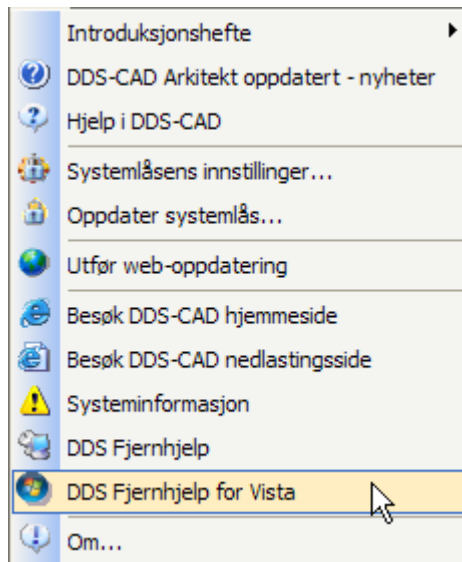 Introduksjonshefte
DDS-CAD Arkitekt oppdatert - nyheter
Hjelp i DDS-CAD
Systemlåsens innstillinger...
Oppdater systemlås...
Utfør web-oppdatering
Besøk DDS-CAD hjemmeside
Besøk DDS-CAD nedlastingsside
Systeminformasjon
DDS Fjernhjelp
DDS Fjernhjelp for Vista
Om...